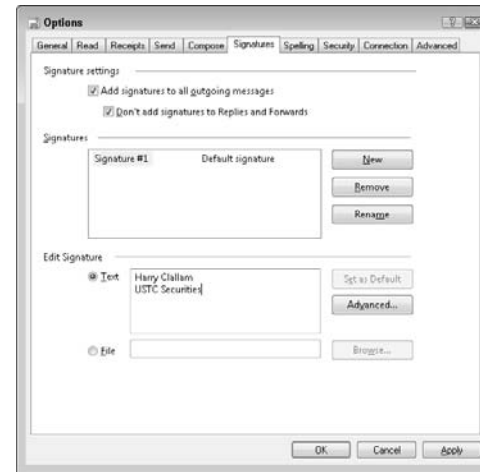 Options
General Read Receipts Send Compose Signatures Spelling Security Connection Advanced
Signature settings
Add signatures to all outgoing messages
Don't add signatures to Replies and Forwards
Signatures
Signature #1 Default signature
New
Remove
Rename
Edit Signature
Text
Harry Clallam
USTC Securities
Set as Default
Advanced...
File
Browse...
OK Cancel Apply